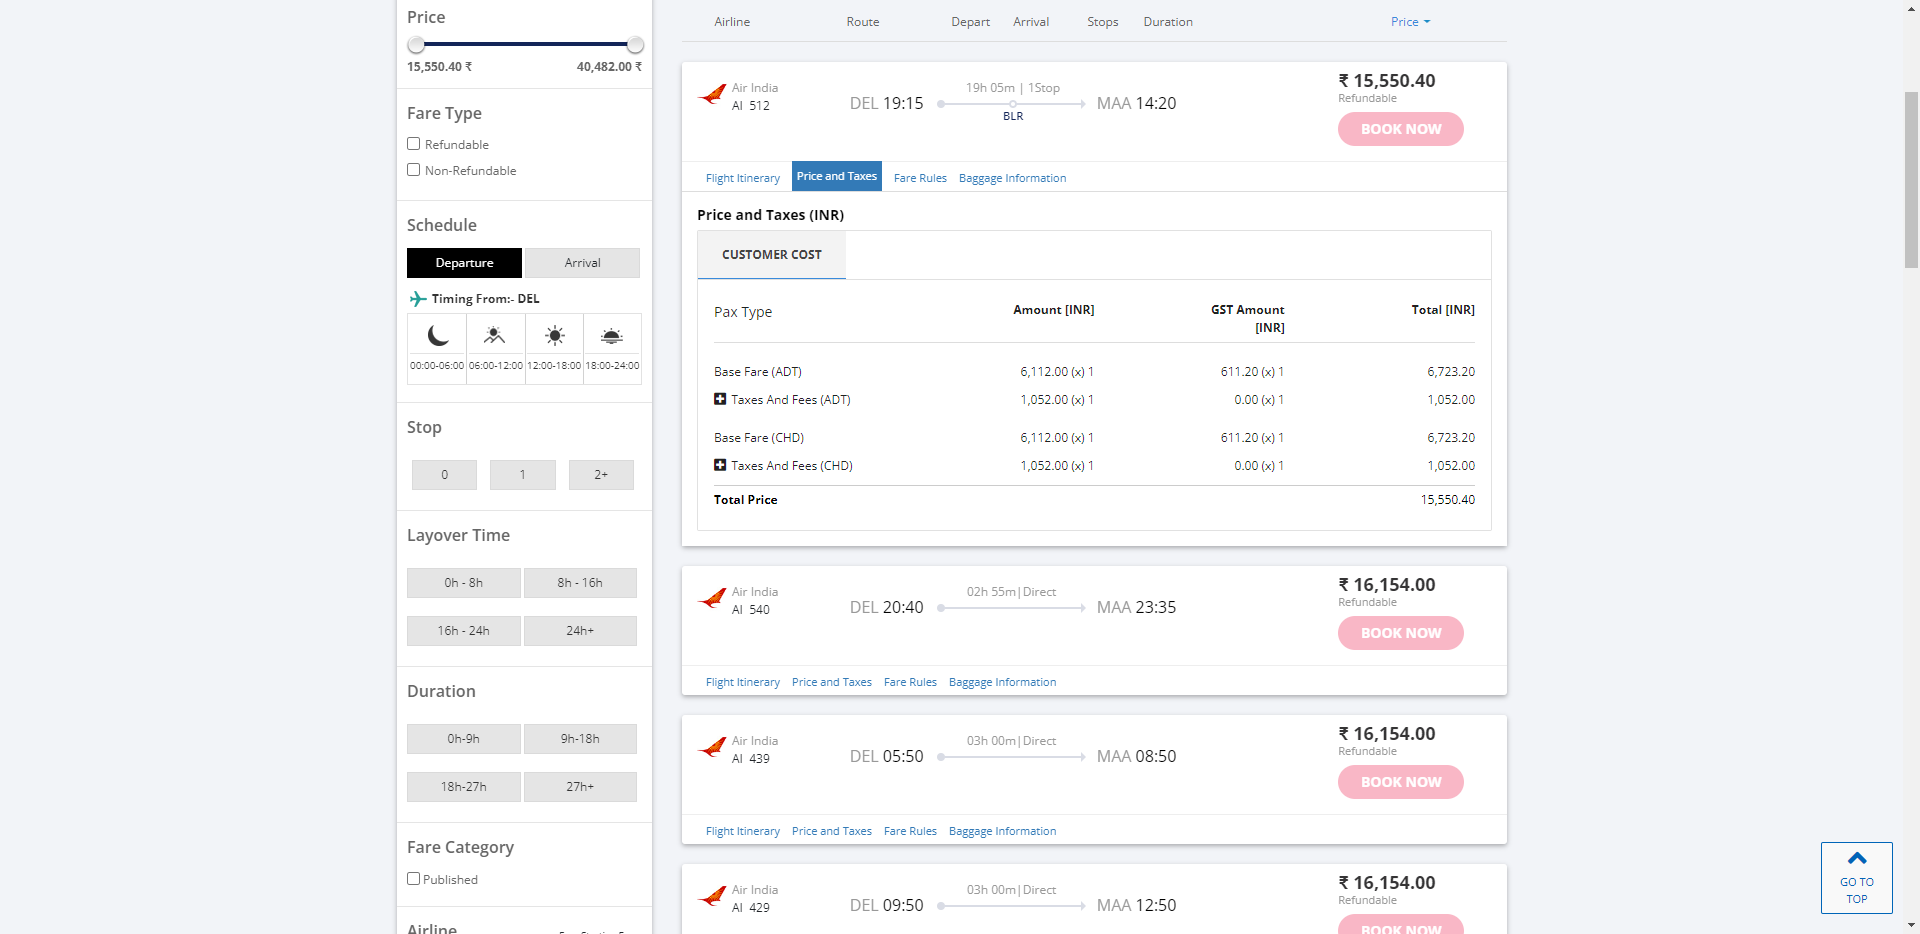 Price
15,550.40 ₹ 40,482.00 ₹
Fare Type
Refundable
Non-Refundable
Schedule
Departure Arrival
Timing From:- DEL
00:00-06:00 06:00-12:00 12:00-18:00 18:00-24:00
Stop
0 1 2+
Layover Time
0h - 8h 8h - 16h
16h - 24h 24h+
Duration
0h-9h 9h-18h
18h-27h 27h+
Fare Category
Published
Airline
Airline Route Depart Arrival Stops Duration Price
Air India
AI 512
DEL 19:15
19h 05m | 1Stop
BLR
MAA 14:20
₹ 15,550.40
Refundable
BOOK NOW
Flight Itinerary Price and Taxes Fare Rules Baggage Information
Price and Taxes (INR)
CUSTOMER COST
Pax Type Amount [INR] GST Amount [INR] Total [INR]
Base Fare (ADT) 6,112.00 (x) 1 611.20 (x) 1 6,723.20
Taxes And Fees (ADT) 1,052.00 (x) 1 0.00 (x) 1 1,052.00
Base Fare (CHD) 6,112.00 (x) 1 611.20 (x) 1 6,723.20
Taxes And Fees (CHD) 1,052.00 (x) 1 0.00 (x) 1 1,052.00
Total Price 15,550.40
Air India
AI 540
DEL 20:40
02h 55m|Direct
MAA 23:35
₹ 16,154.00
Refundable
BOOK NOW
Flight Itinerary Price and Taxes Fare Rules Baggage Information
Air India
AI 439
DEL 05:50
03h 00m|Direct
MAA 08:50
₹ 16,154.00
Refundable
BOOK NOW
Flight Itinerary Price and Taxes Fare Rules Baggage Information
Air India
AI 429
DEL 09:50
03h 00m|Direct
MAA 12:50
₹ 16,154.00
Refundable
BOOK NOW
GO TO
TOP